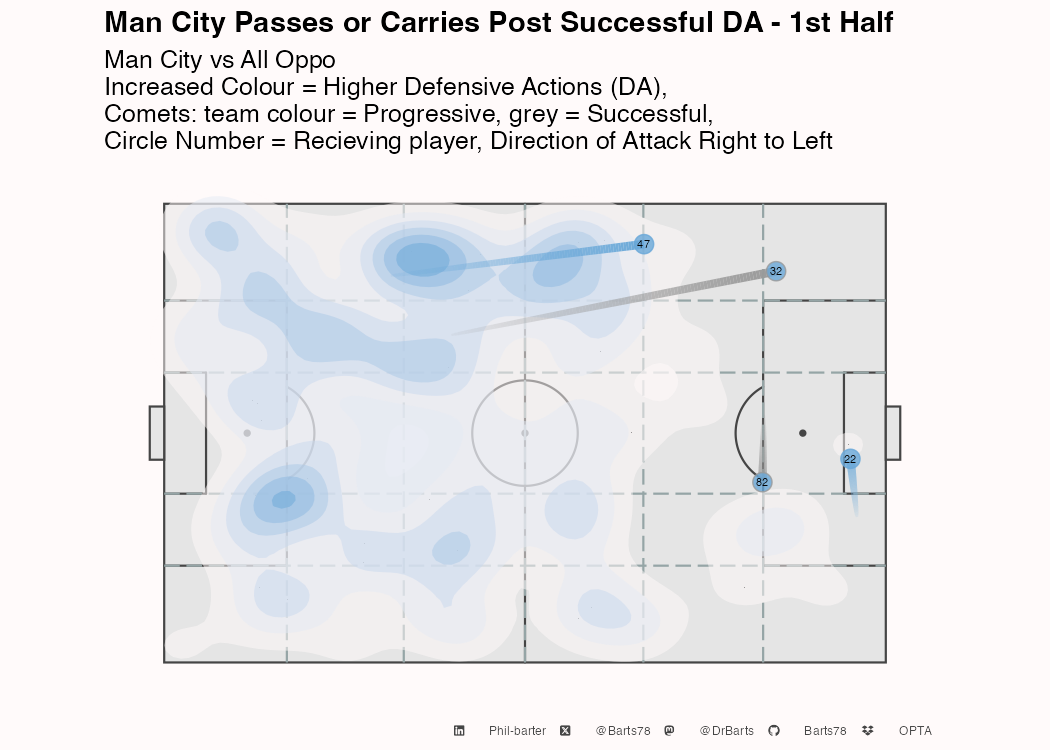 Man City Passes or Carries Post Successful DA - 1st Half
Man City vs All Oppo
Increased Colour = Higher Defensive Actions (DA),
Comets: team colour = Progressive, grey = Successful,
Circle Number = Recieving player, Direction of Attack Right to Left
47
32
22
82
Phil-barter @Barts78 @DrBarts Barts78 OPTA